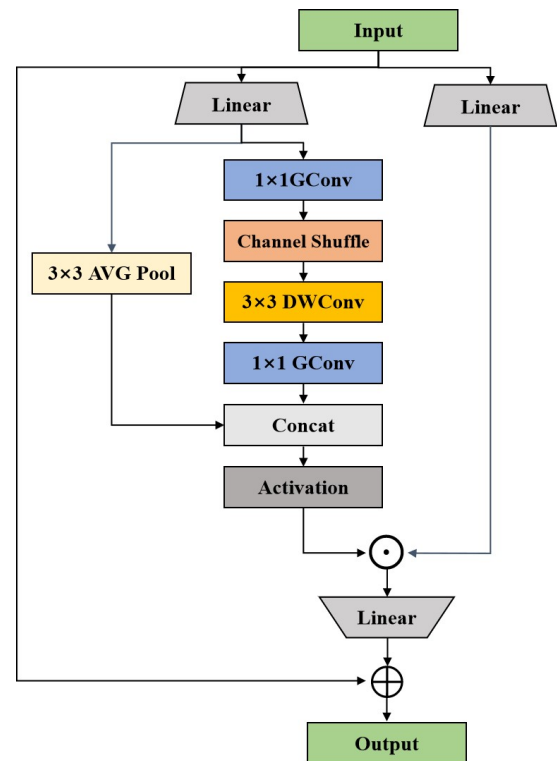 Input
Linear
Linear
1×1GConv
Channel Shuffle
3×3 AVG Pool
3×3 DWConv
1×1 GConv
Concat
Activation
Linear
Output